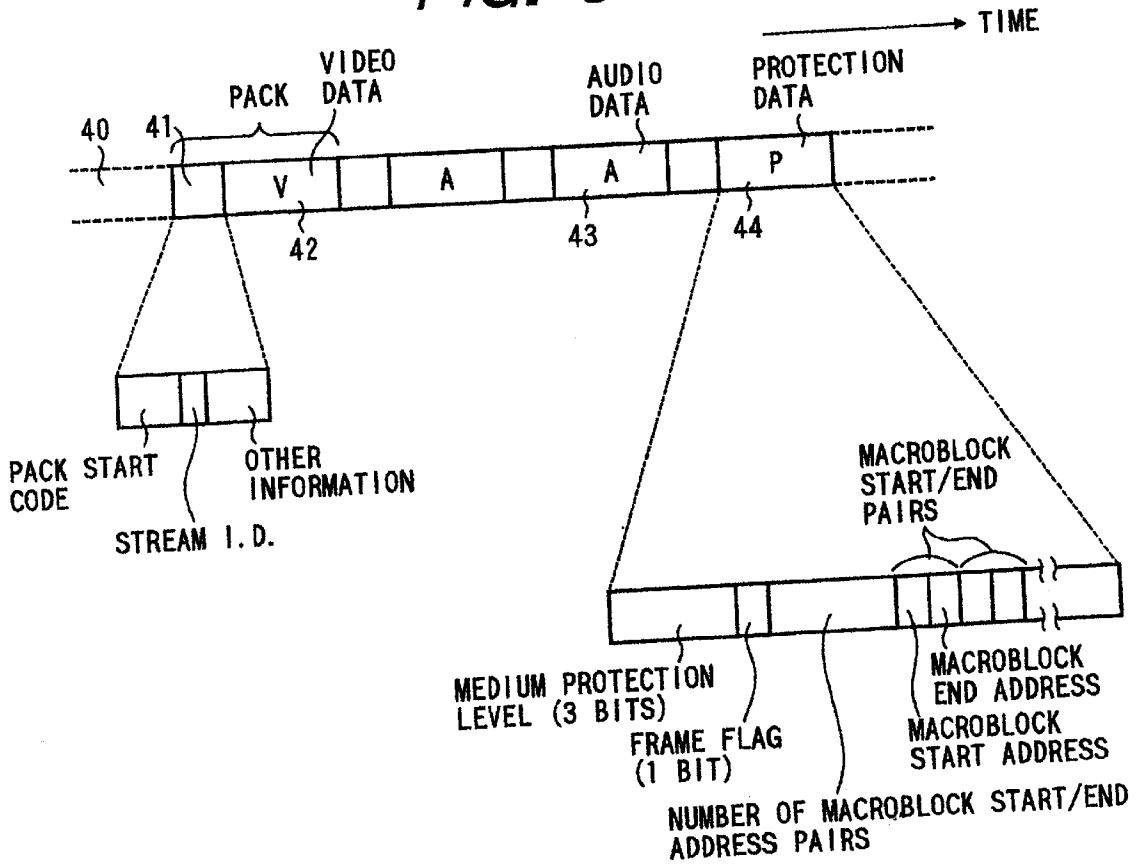 TIME
VIDEO
DATA
PACK
AUDIO
DATA
PROTECTION
DATA
40
41
V
A
A
P
42
43
44
PACK START
CODE
STREAM I.D.
OTHER
INFORMATION
MACROBLOCK
START/END
PAIRS
MEDIUM PROTECTION
LEVEL (3 BITS)
FRAME FLAG
(1 BIT)
MACROBLOCK
END ADDRESS
MACROBLOCK
START ADDRESS
NUMBER OF MACROBLOCK START/END
ADDRESS PAIRS